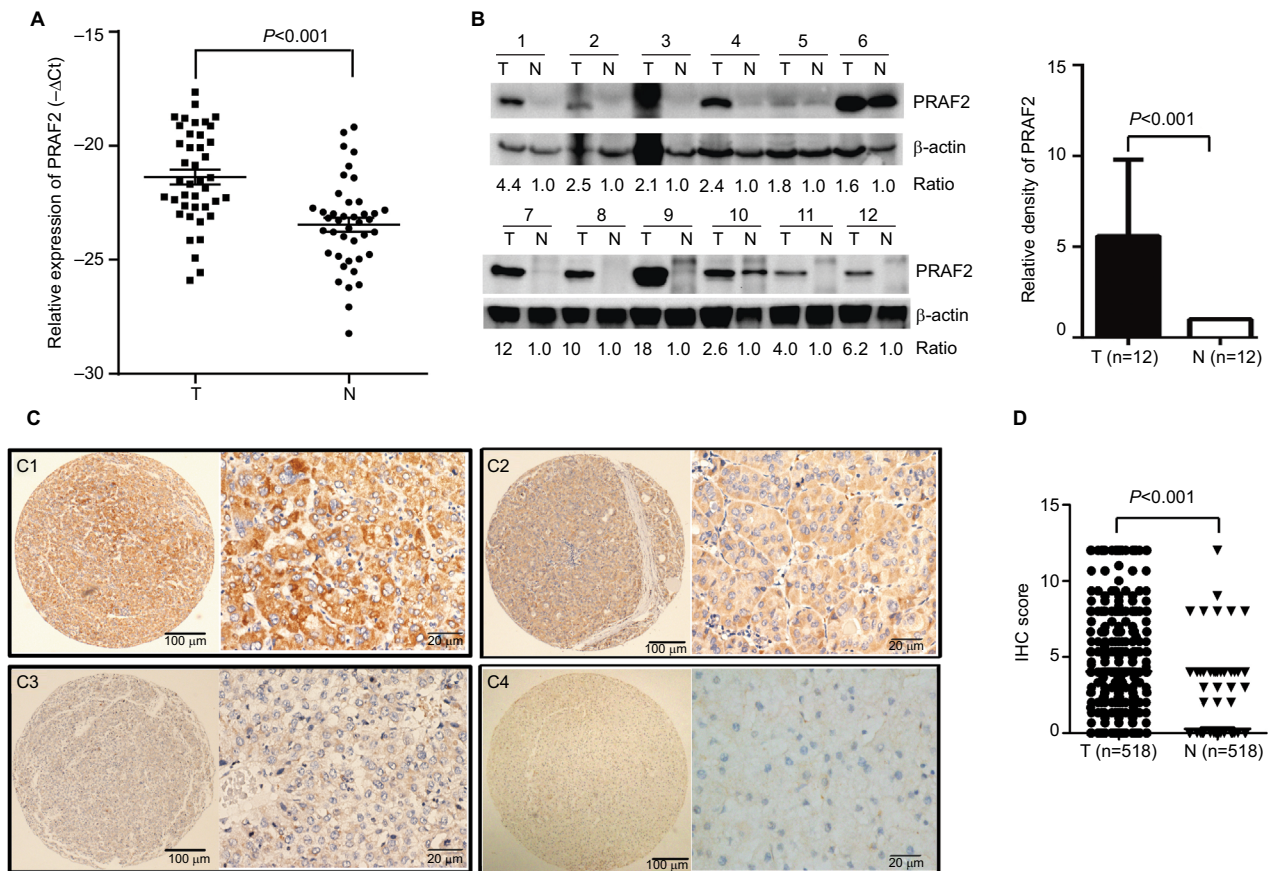 A
Relative expression of PRAF2 (−ΔCt)
−15
−20
−25
−30
P<0.001
T N
B
1 2 3 4 5 6
T N T N T N T N T N T N
PRAF2
β-actin
4.4 1.0 2.5 1.0 2.1 1.0 2.4 1.0 1.8 1.0 1.6 1.0 Ratio
7 8 9 10 11 12
T N T N T N T N T N T N
PRAF2
β-actin
12 1.0 10 1.0 18 1.0 2.6 1.0 4.0 1.0 6.2 1.0 Ratio
Relative density of PRAF2
15
10
5
0
P<0.001
T (n=12) N (n=12)
C
C1
100 μm
20 μm
C2
100 μm
20 μm
C3
100 μm
20 μm
C4
100 μm
20 μm
D
IHC score
15
10
5
0
P<0.001
T (n=518) N (n=518)